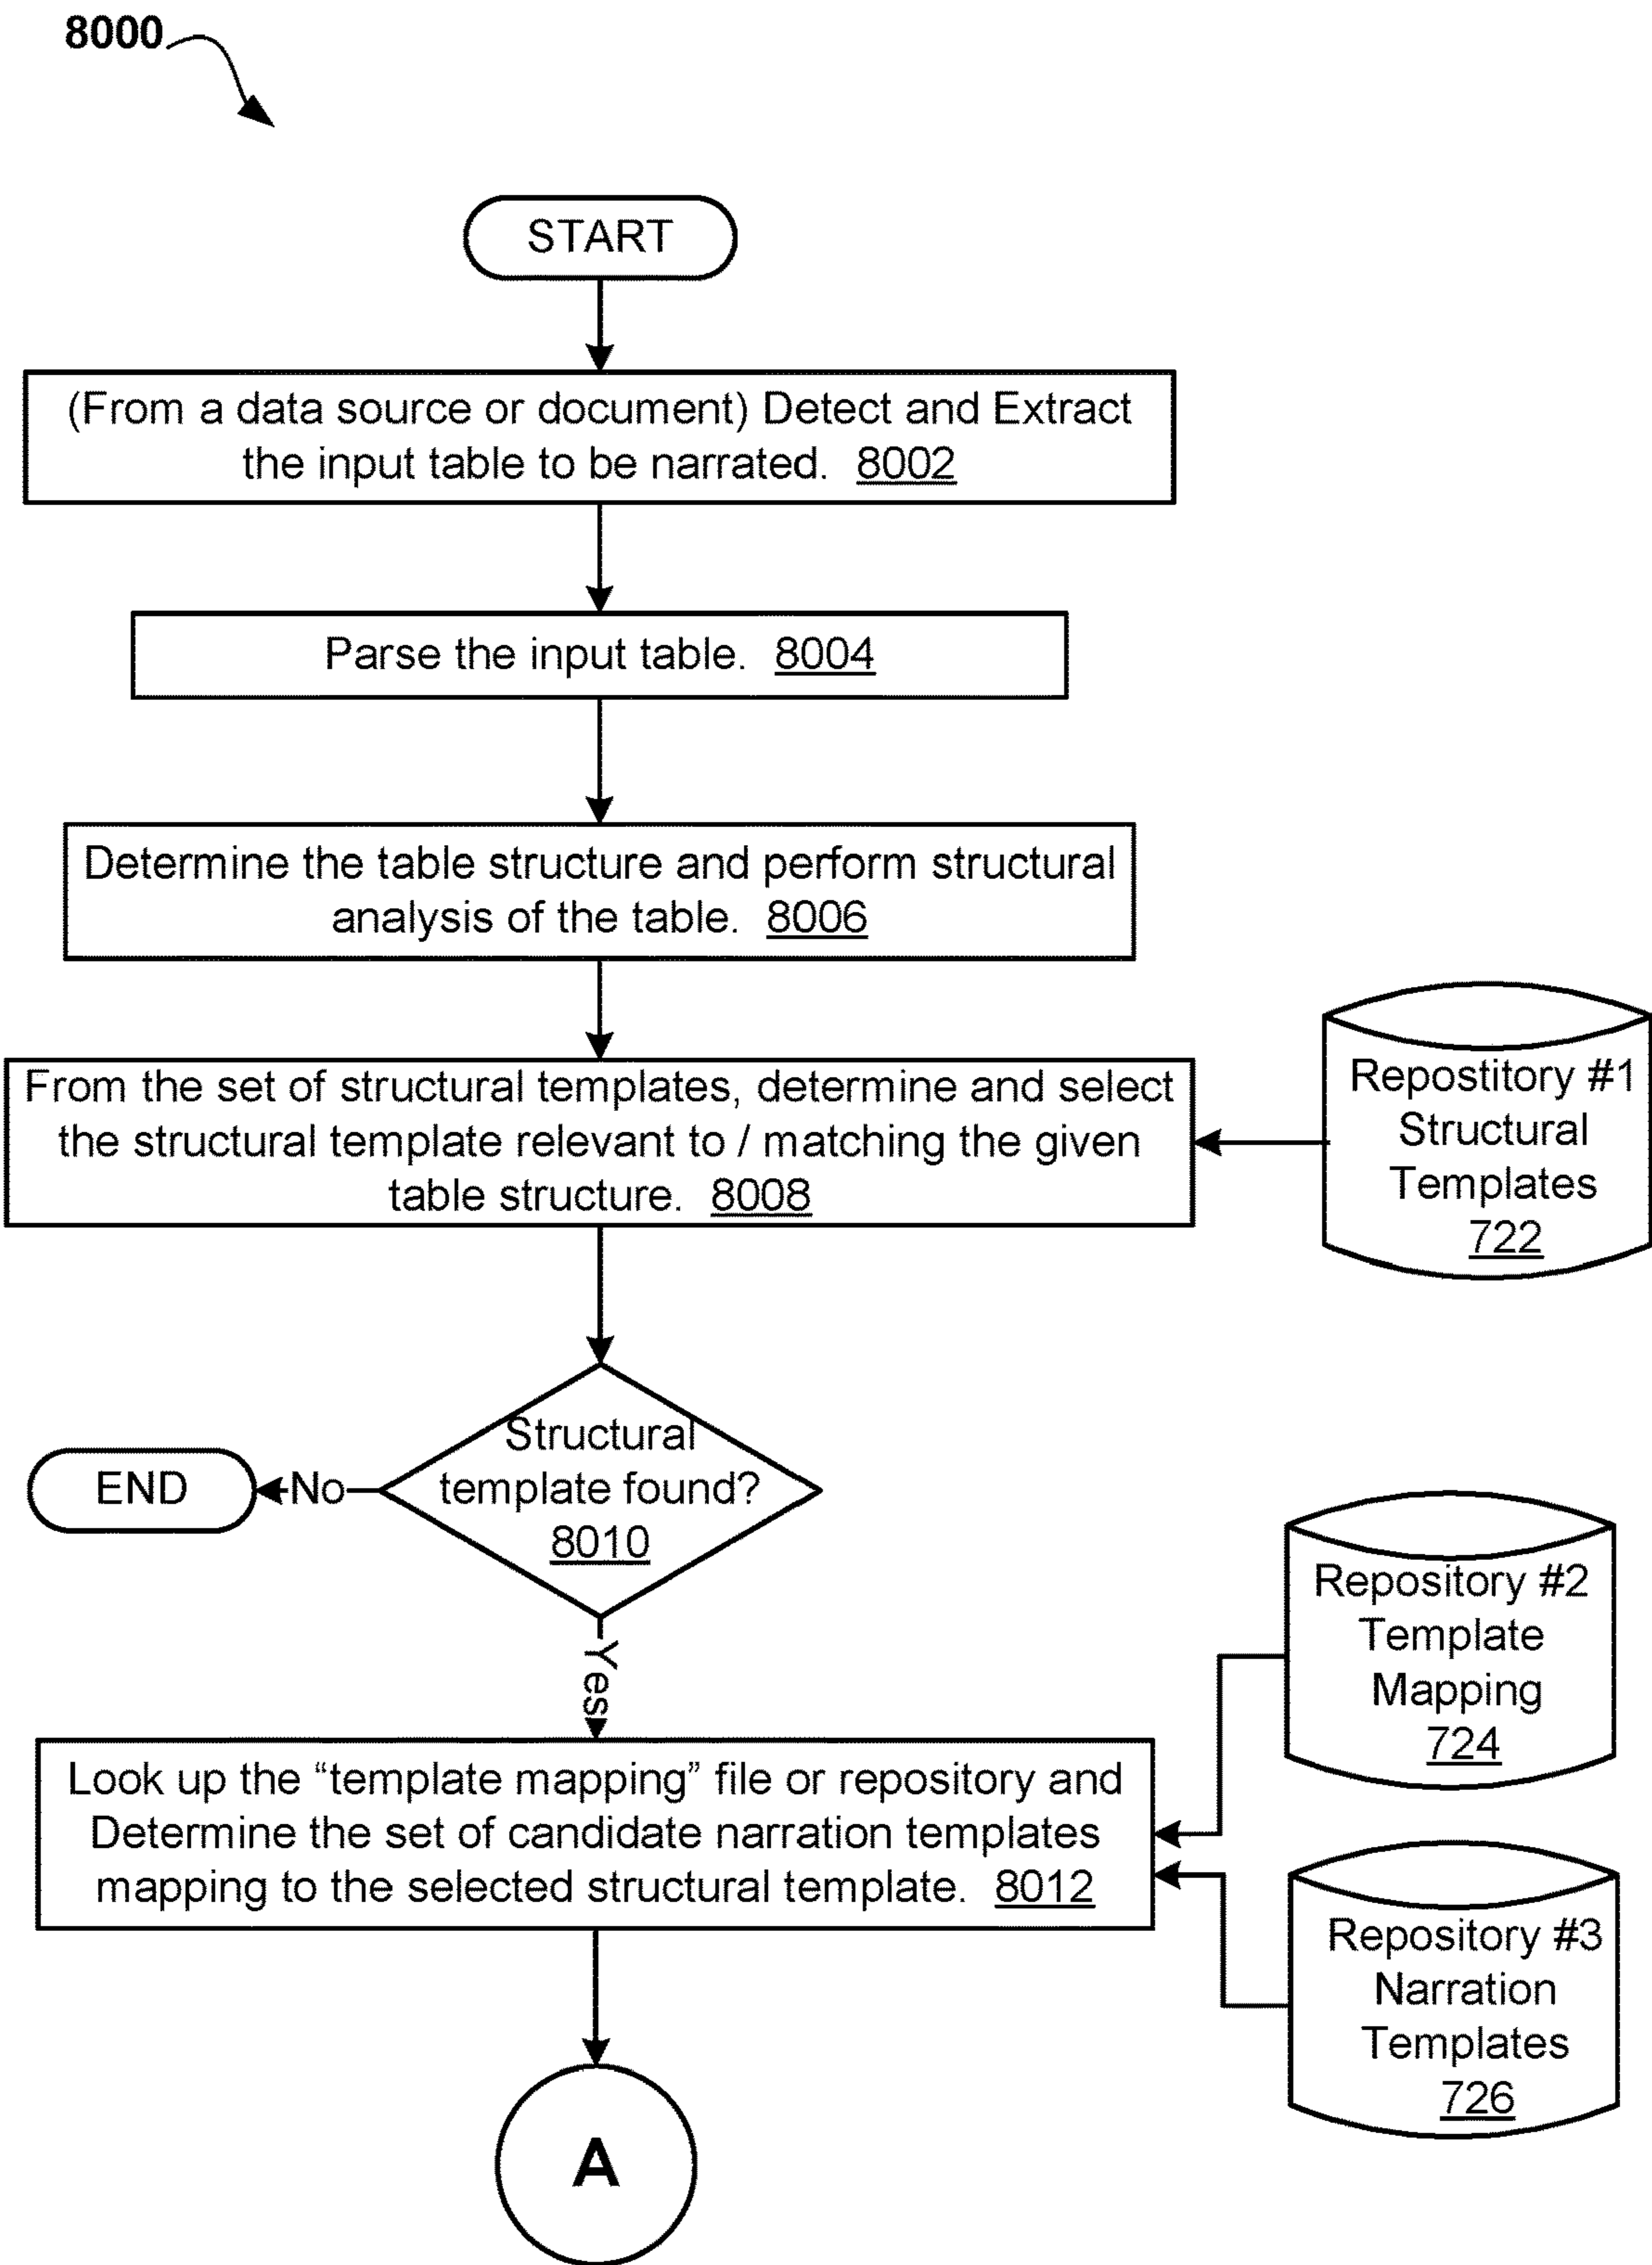 8000
START
(From a data source or document) Detect and Extract
the input table to be narrated. 8002
Parse the input table. 8004
Determine the table structure and perform structural
analysis of the table. 8006
From the set of structural templates, determine and select
the structural template relevant to / matching the given
table structure. 8008
Repostitory #1
Structural
Templates
722
Structural
template found?
8010
No
END
Yes
Repository #2
Template
Mapping
724
Look up the “template mapping” file or repository and
Determine the set of candidate narration templates
mapping to the selected structural template. 8012
Repository #3
Narration
Templates
726
A